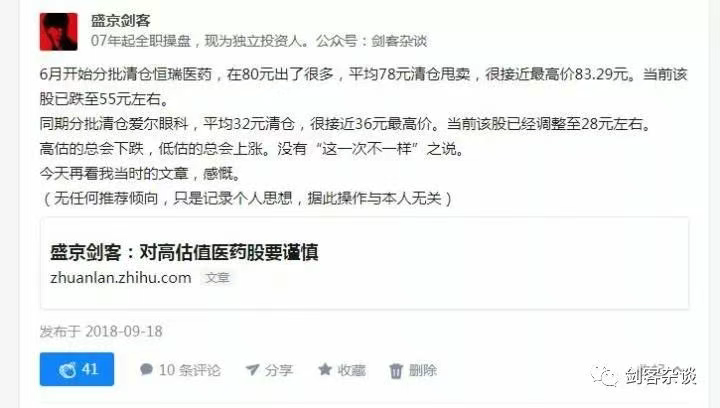 盛京剑客
07年起全职操盘，现为独立投资人。公众号：剑客杂谈
6月开始分批清仓恒瑞医药，在80元出了很多，平均78元清仓甩卖，很接近最高价83.29元。当前该
股已跌至55元左右。
同期分批清仓爱尔眼科，平均32元清仓，很接近36元最高价。当前该股已经调整至28元左右。
高估的总会下跌，低估的总会上涨。没有“这一次不一样”之说。
今天再看我当时的文章，感慨。
（无任何推荐倾向，只是记录个人思想，据此操作与本人无关）
盛京剑客：对高估值医药股要谨慎
zhuanlan.zhihu.com 文章
发布于 2018-09-18
41 10 条评论 分享 收藏 删除
剑客杂谈